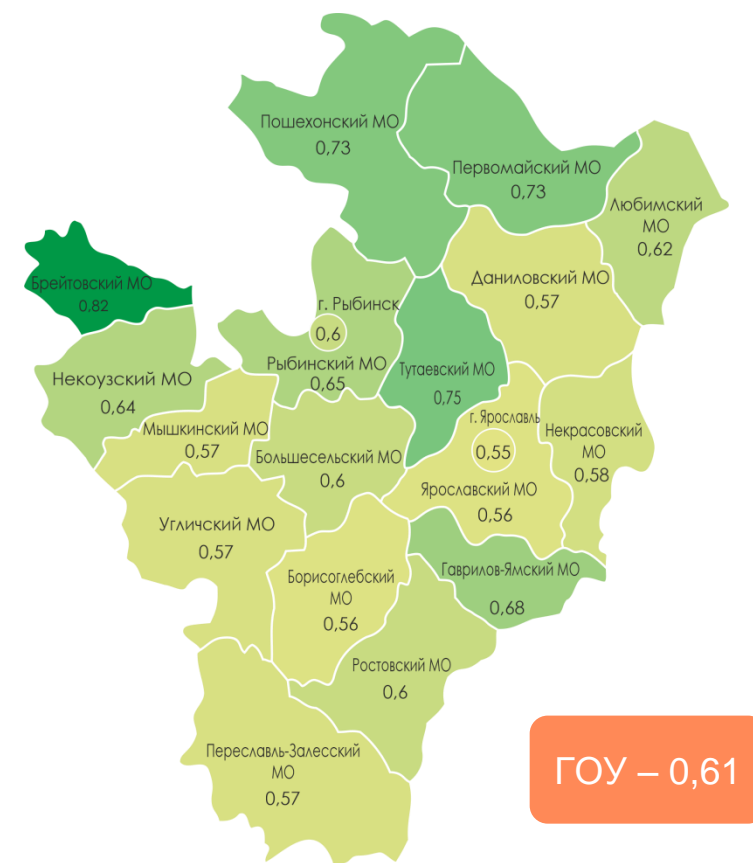 Пошехонский МО
0,73
Первомайский МО
0,73
Любимский
МО
0,62
Брейтовский МО
0,82
Даниловский МО
0,57
г. Рыбинск
0,6
Рыбинский МО
0,65
Тутаевский МО
0,75
Некоузский МО
0,64
Мышкинский МО
0,57
Большесельский МО
0,6
г. Ярославль
0,55
Ярославский МО
0,56
Некрасовский
МО
0,58
Угличский МО
0,57
Борисоглебский
МО
0,56
Гаврилов-Ямский МО
0,68
Ростовский МО
0,6
Переславль-Залесский
МО
0,57
ГОУ – 0,61